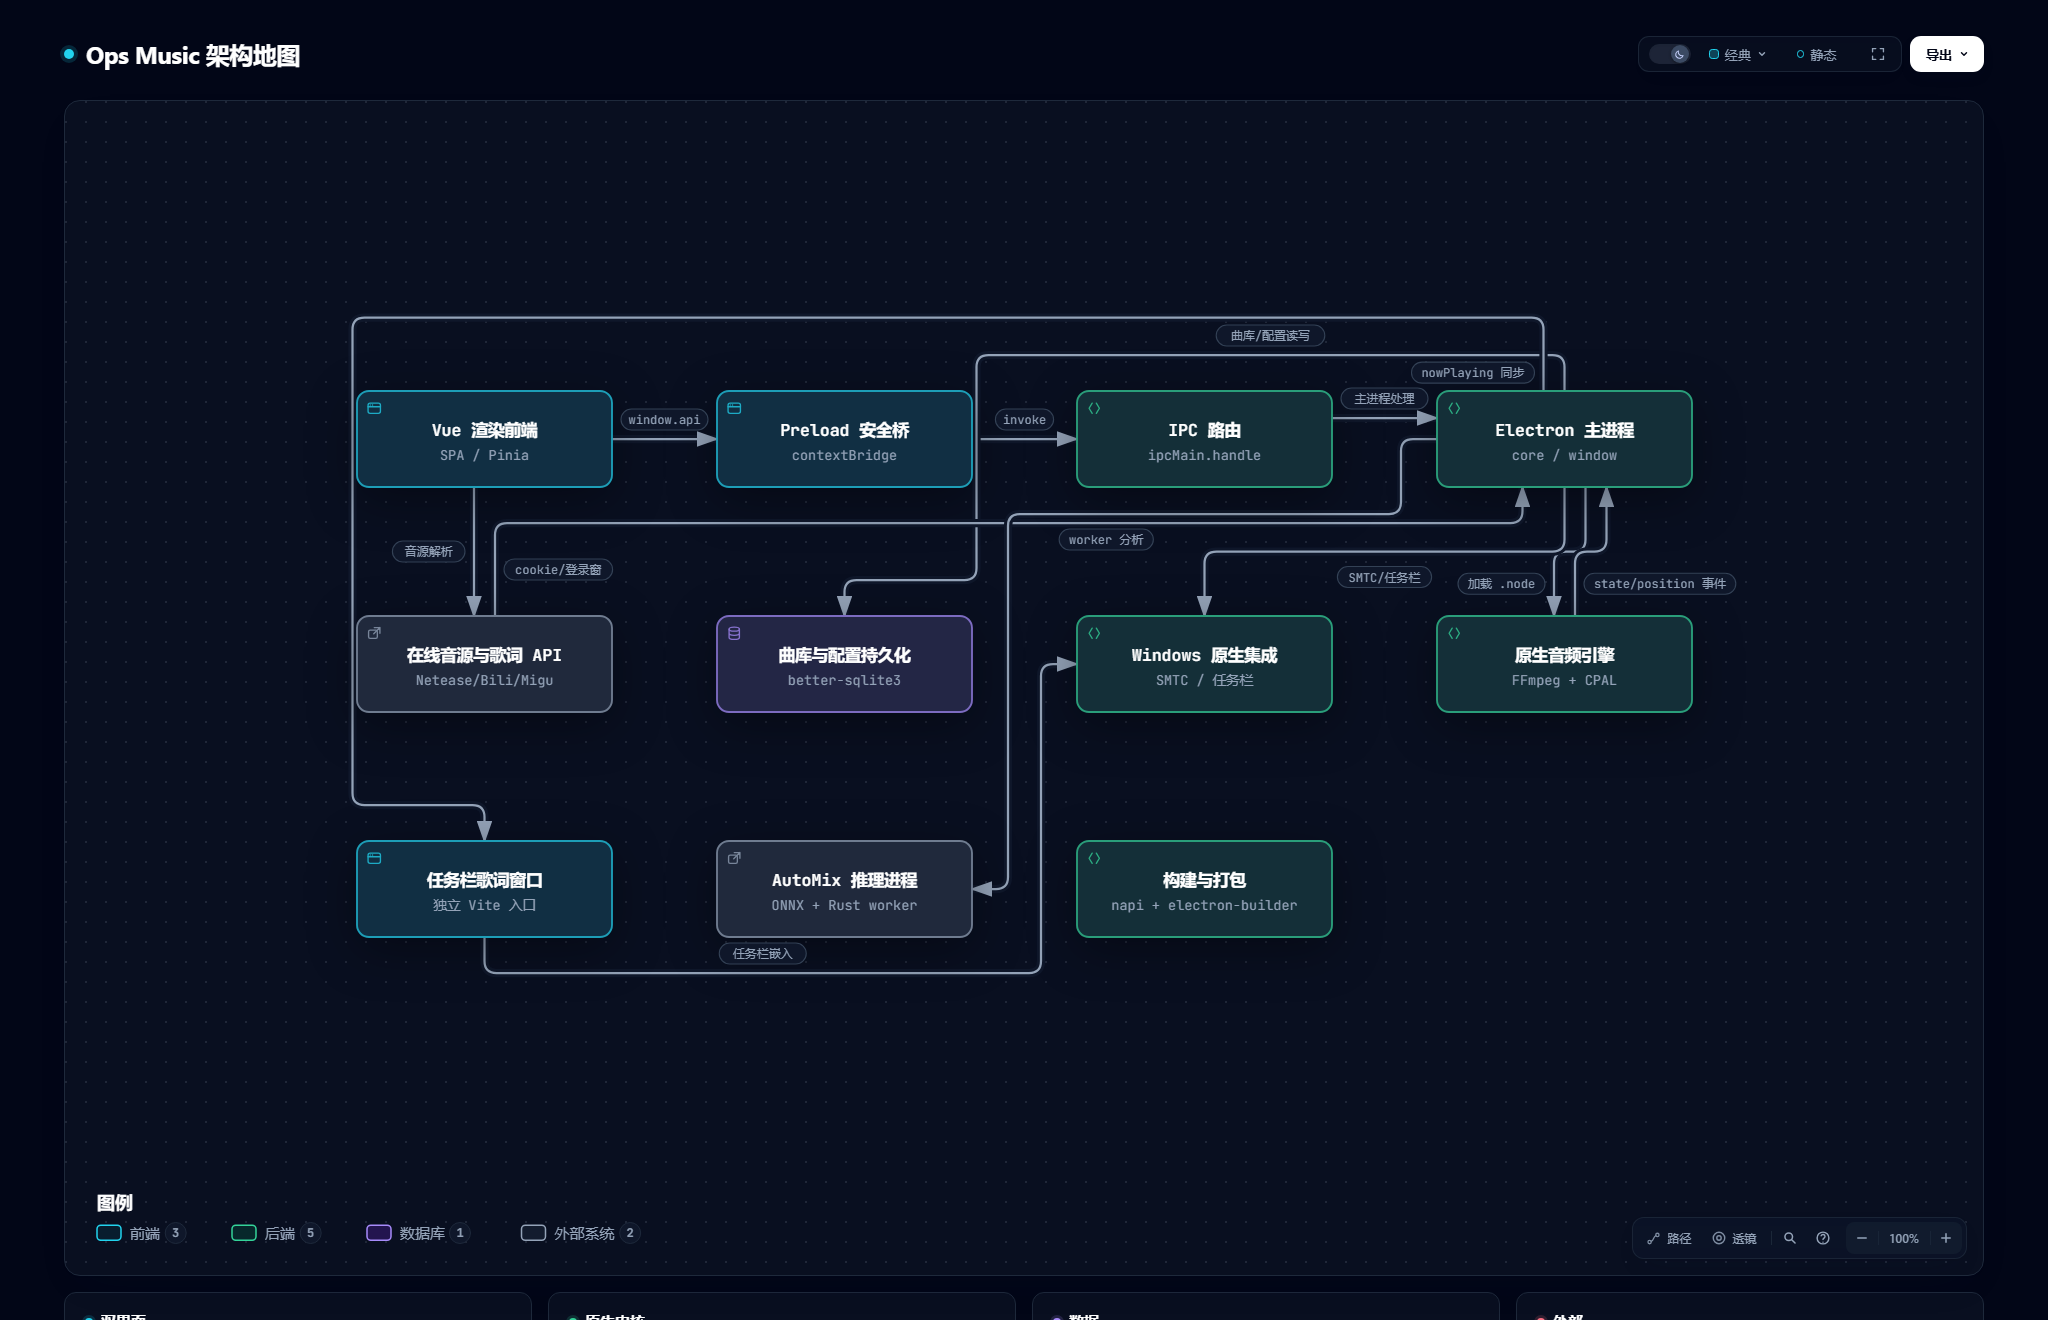 Ops Music 架构地图
经典
静态
导出
曲库/配置读写
nowPlaying 同步
主进程处理
window.api
invoke
Vue 渲染前端
SPA / Pinia
Preload 安全桥
contextBridge
IPC 路由
ipcMain.handle
Electron 主进程
core / window
音源解析
cookie/登录窗
worker 分析
SMTC/任务栏
加载 .node
state/position 事件
在线音源与歌词 API
Netease/Bili/Migu
曲库与配置持久化
better-sqlite3
Windows 原生集成
SMTC / 任务栏
原生音频引擎
FFmpeg + CPAL
任务栏歌词窗口
独立 Vite 入口
AutoMix 推理进程
ONNX + Rust worker
构建与打包
napi + electron-builder
任务栏嵌入
图例
前端 3
后端 5
数据库 1
外部系统 2
路径
透镜
100%